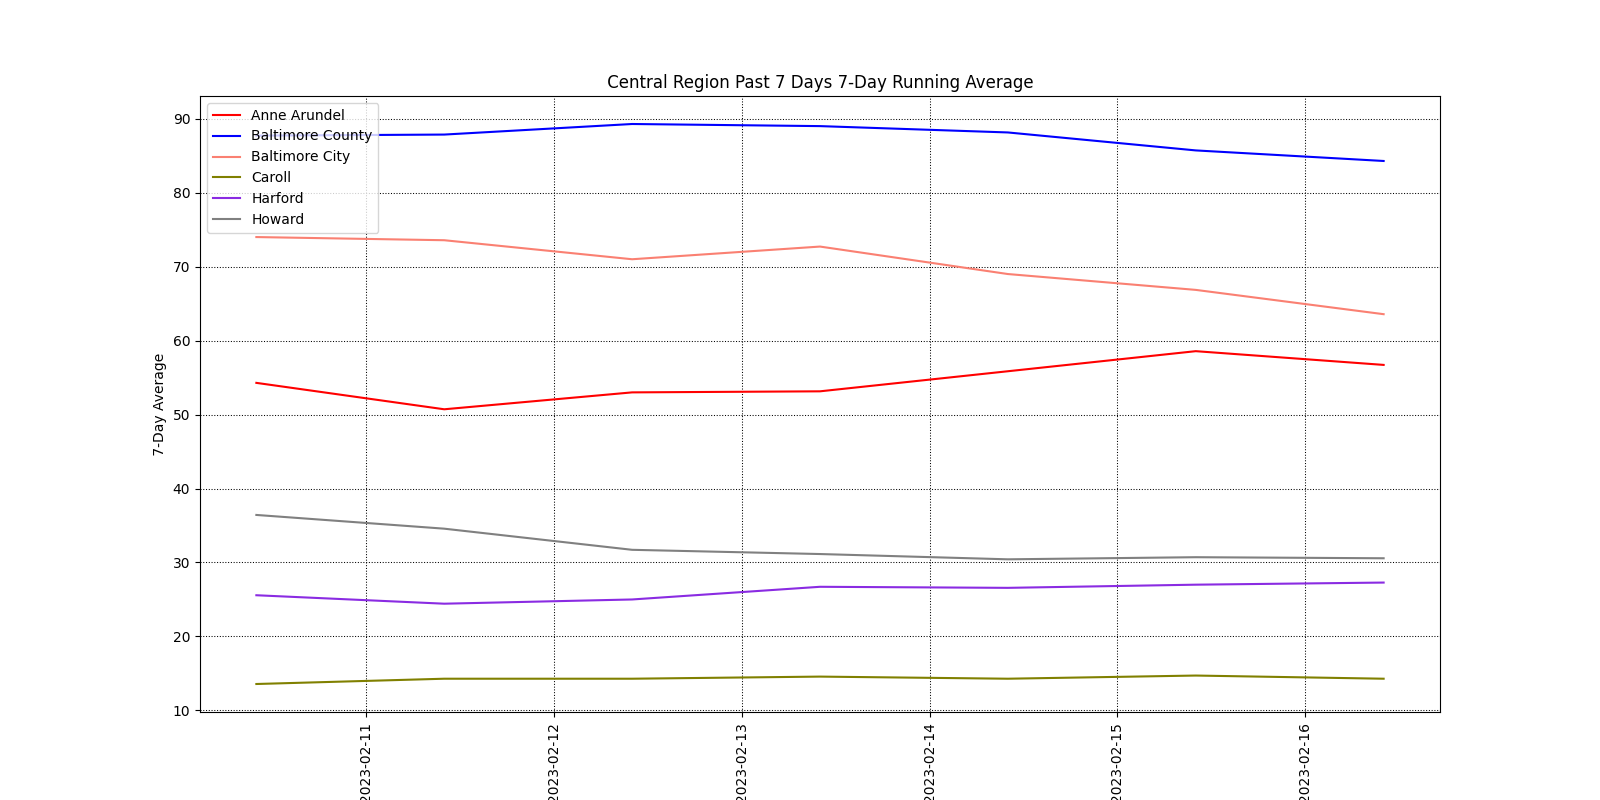 Central Region Past 7 Days 7-Day Running Average
Anne Arundel
Baltimore County
Baltimore City
Caroll
Harford
Howard
90
80
70
60
50
40
30
20
10
7-Day Average
2023-02-11
2023-02-12
2023-02-13
2023-02-14
2023-02-15
2023-02-16